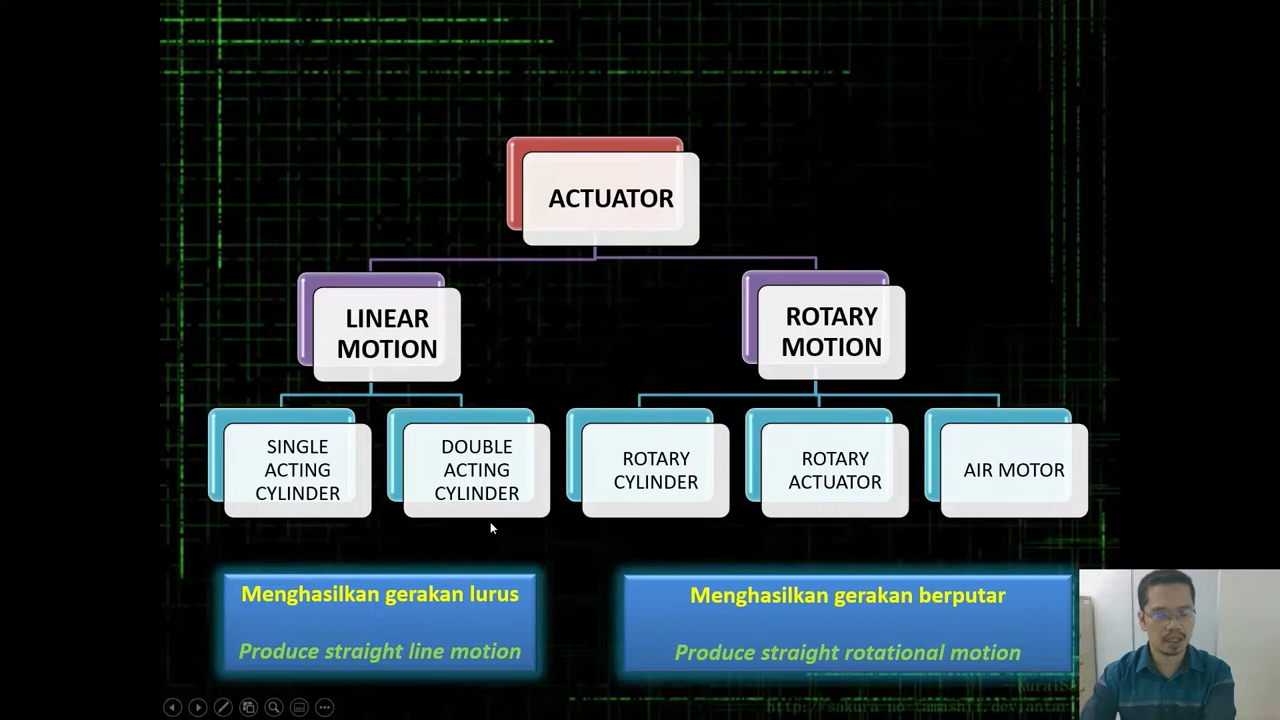 ACTUATOR
LINEAR
MOTION
ROTARY
MOTION
SINGLE
ACTING
CYLINDER
DOUBLE
ACTING
CYLINDER
ROTARY
CYLINDER
ROTARY
ACTUATOR
AIR MOTOR
Menghasilkan gerakan lurus
Produce straight line motion
Menghasilkan gerakan berputar
Produce straight rotational motion